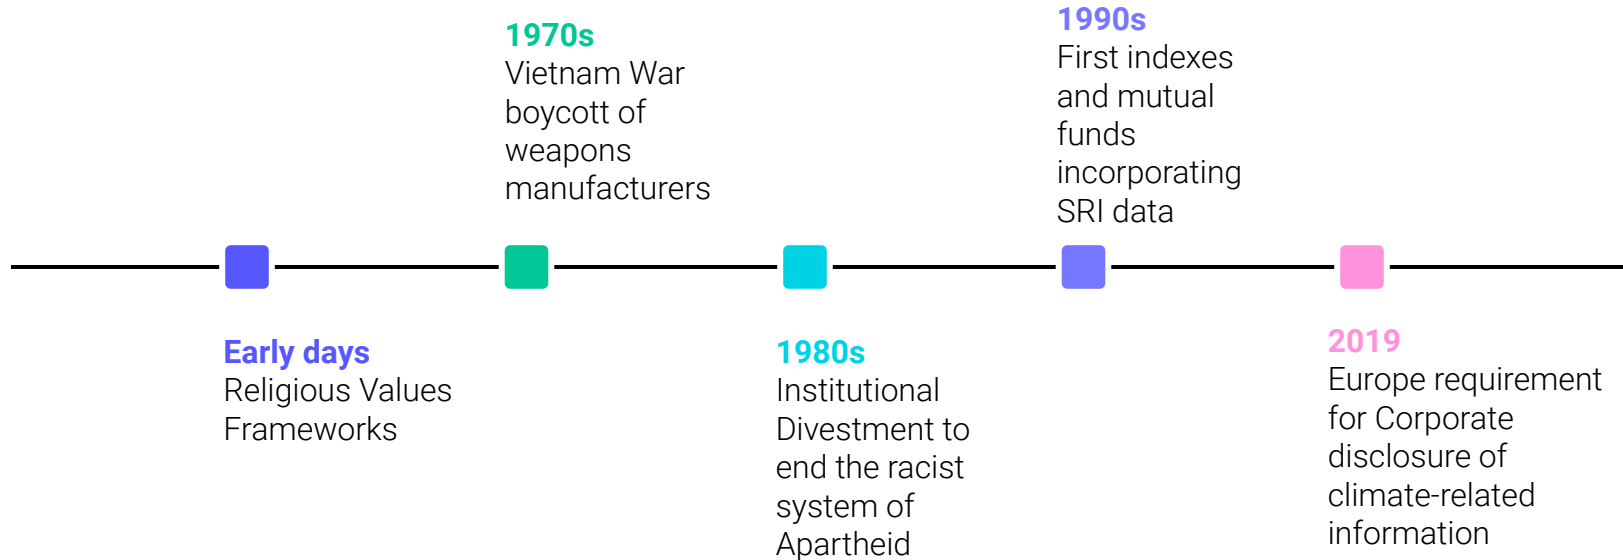 Early days
Religious Values
Frameworks
1970s
Vietnam War
boycott of
weapons
manufacturers
1980s
Institutional
Divestment to
end the racist
system of
Apartheid
1990s
First indexes
and mutual
funds
incorporating
SRI data
2019
Europe requirement
for Corporate
disclosure of
climate-related
information